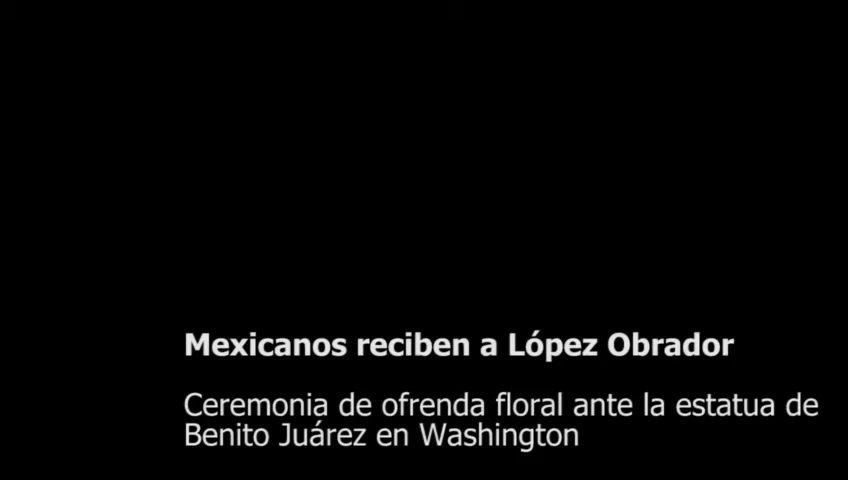 Mexicanos reciben a López Obrador
Ceremonia de ofrenda floral ante la estatua de
Benito Juárez en Washington